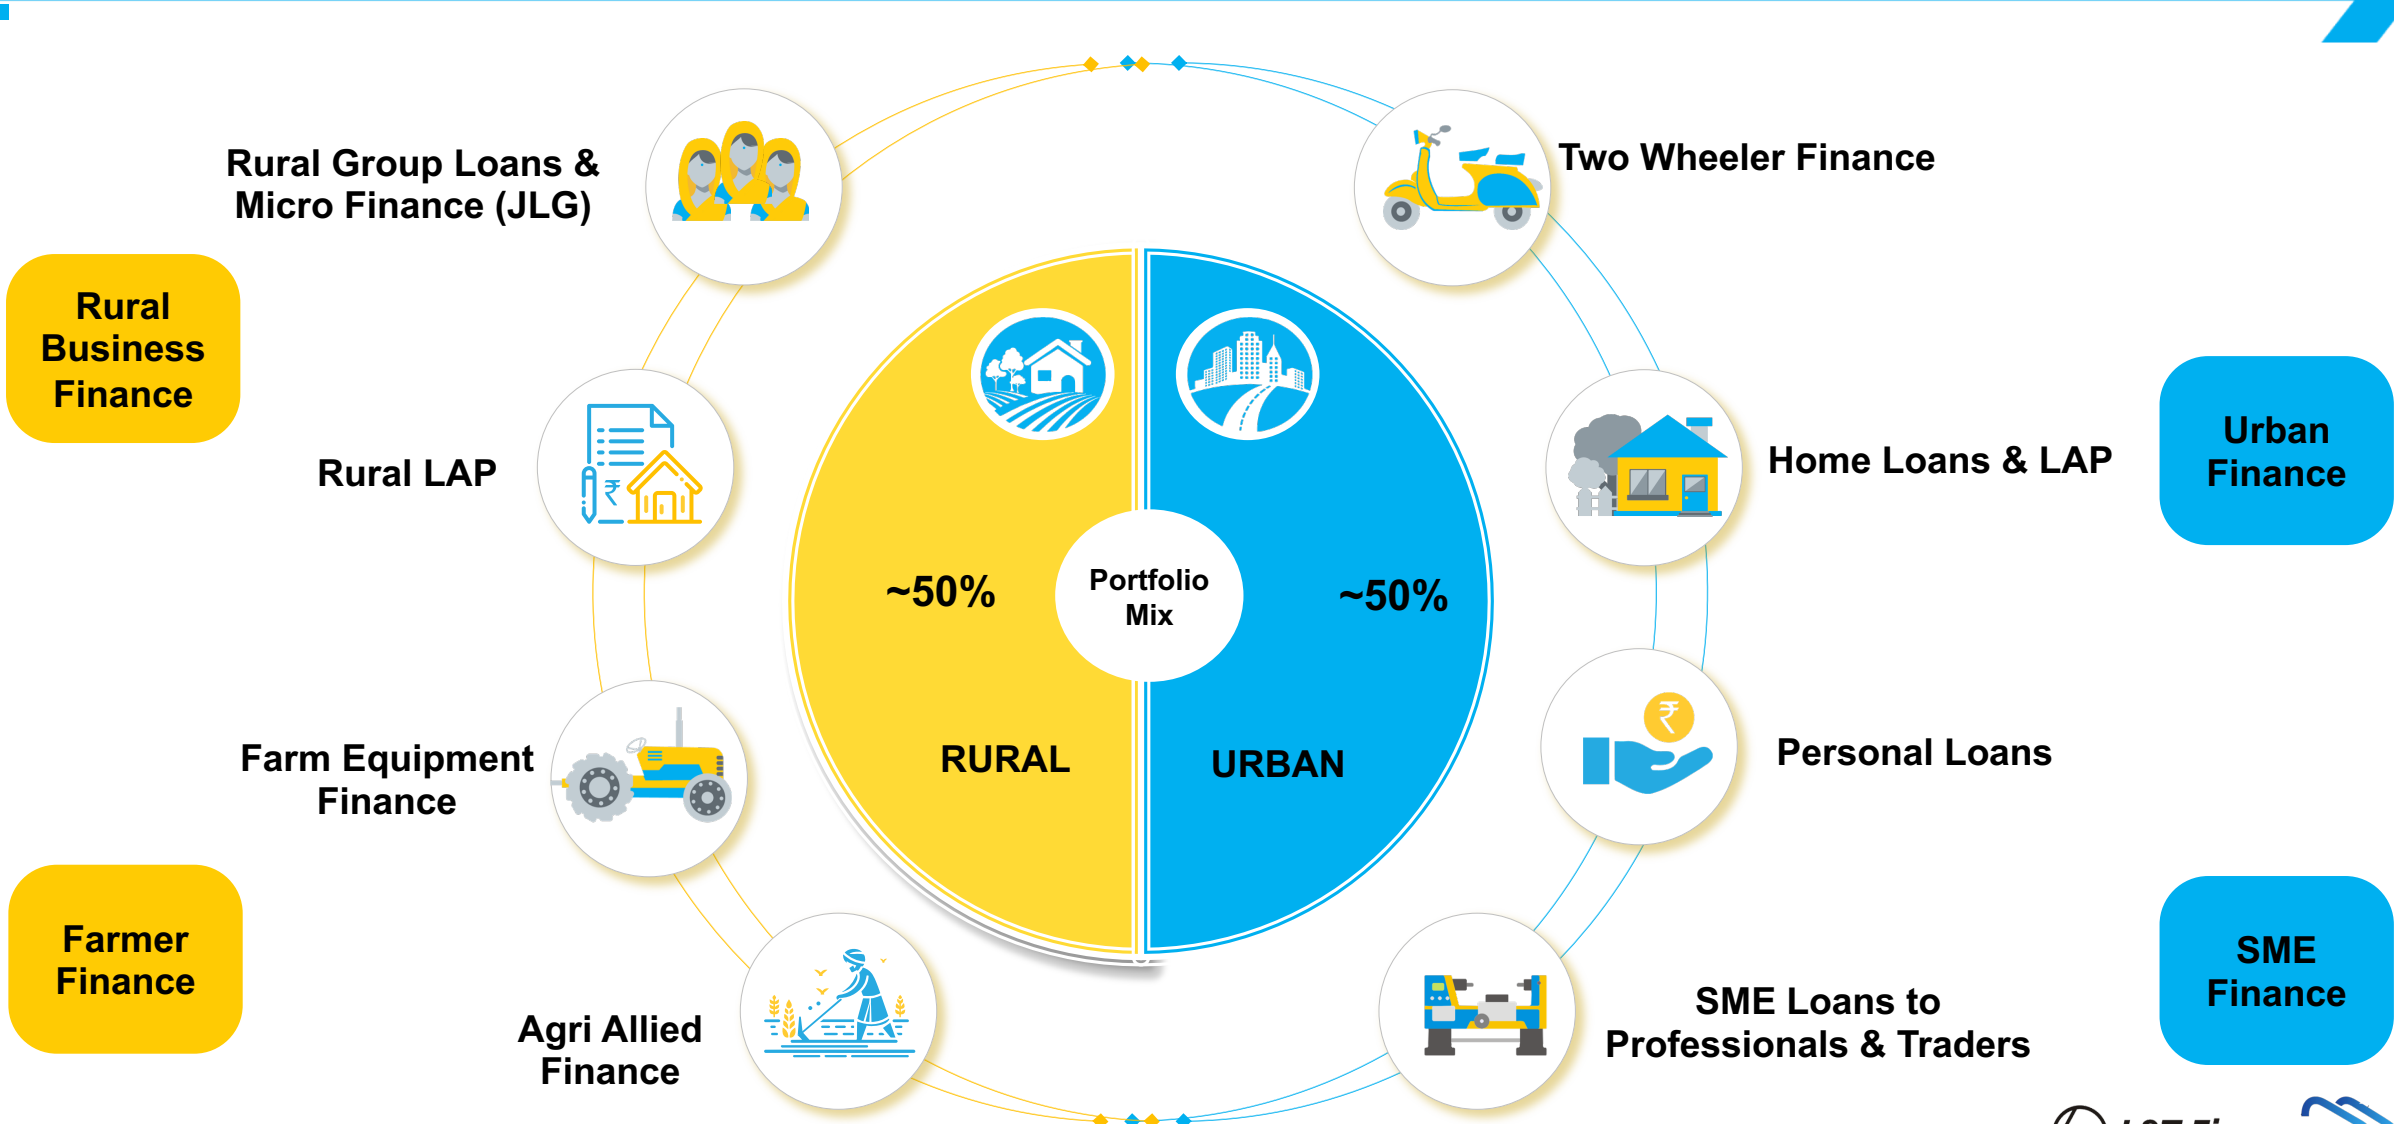 Rural Group Loans &
Micro Finance (JLG)
Two Wheeler Finance
Rural
Business
Finance
Rural LAP
Home Loans & LAP
Urban
Finance
~50%
Portfolio
Mix
~50%
RURAL
URBAN
Farm Equipment
Finance
Personal Loans
Farmer
Finance
Agri Allied
Finance
SME Loans to
Professionals & Traders
SME
Finance
₹
₹